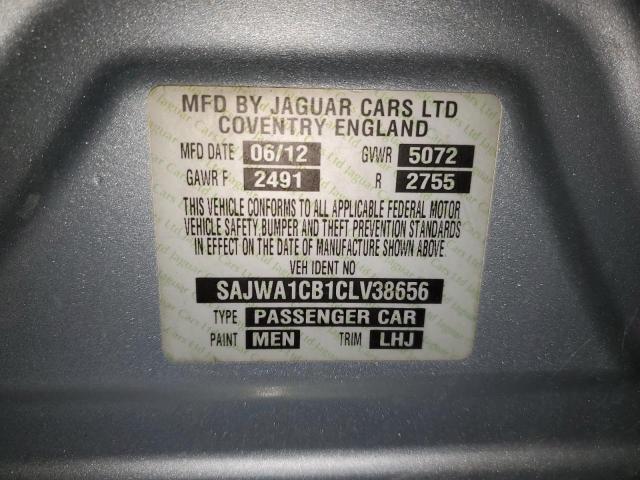 MFD BY JAGUAR CARS LTD
COVENTRY ENGLAND
MFD DATE 06/12 GVWR 5072
GAWR F 2491 R 2755
THIS VEHICLE CONFORMS TO ALL APPLICABLE FEDERAL MOTOR
VEHICLE SAFETY,BUMPER AND THEFT PREVENTION STANDARDS
IN EFFECT ON THE DATE OF MANUFACTURE SHOWN ABOVE.
VEH IDENT NO
SAJWA1CB1CLV38656
TYPE PASSENGER CAR
PAINT MEN TRIM LHJ